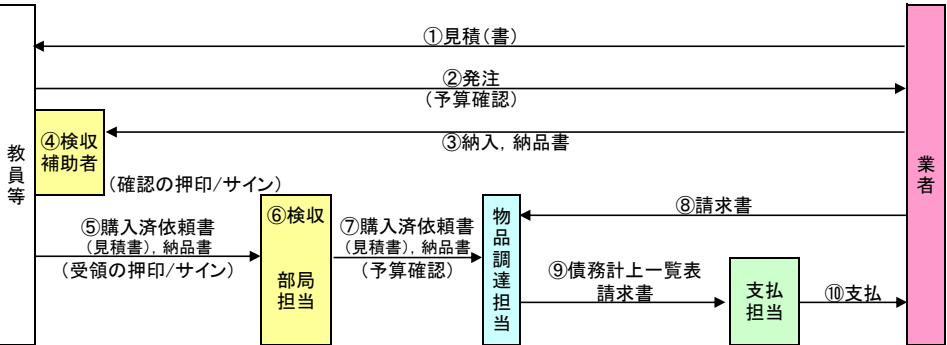 ①見積(書)
②発注
(予算確認)
教員等
④検収
補助者
③納入,納品書
(確認の押印/サイン)
業者
⑤購入済依頼書
(見積書),納品書
(受領の押印/サイン)
⑥検収
部局
担当
⑦購入済依頼書
(見積書),納品書
(予算確認)
物品調達担当
⑧請求書
⑨債務計上一覧表
請求書
支払
担当
⑩支払